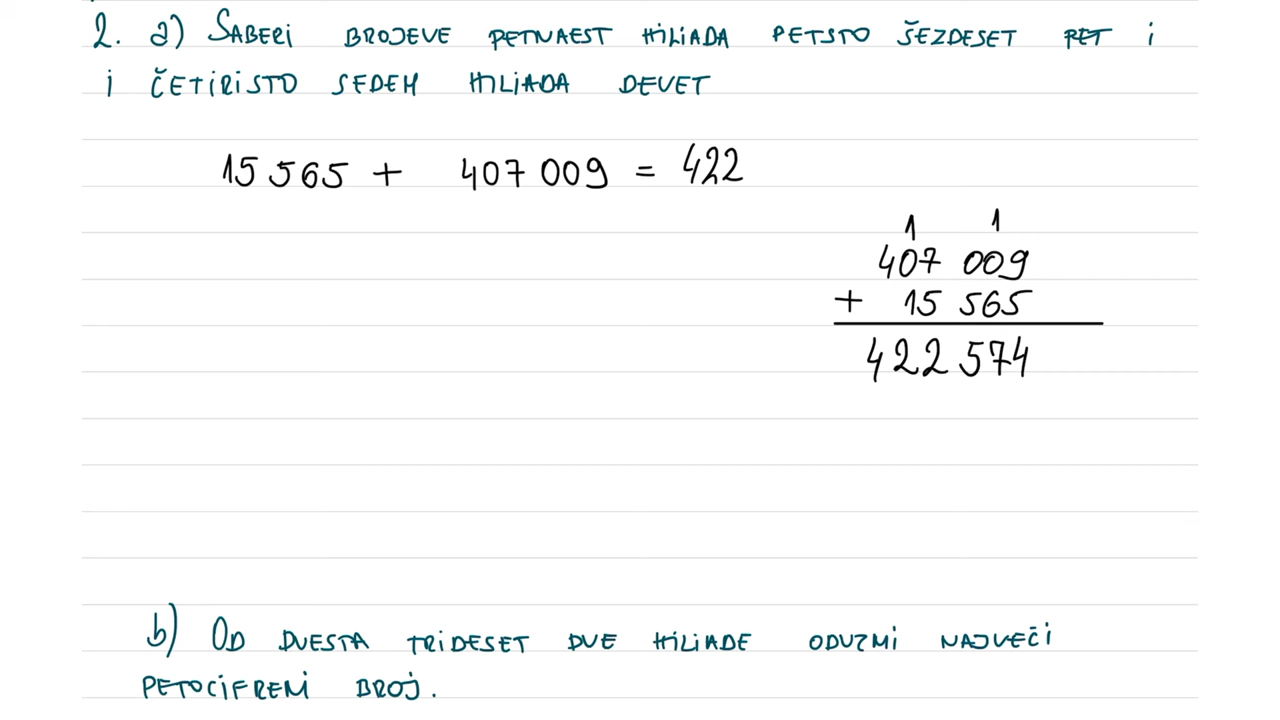 2. a) SABERI BROJEVE PETNAEST HILJADA PETSTO ŠEZDESET PET i
i ČETIRISTO SEDEM HILJADA DEVET
15 565 + 407 009 = 422
1 1
407 009
+ 15 565
422 574
b) OD DVESTA TRIDESET DVE HILJADE ODUZMI NAJVEĆI
PETOCIFRENI BROJ.